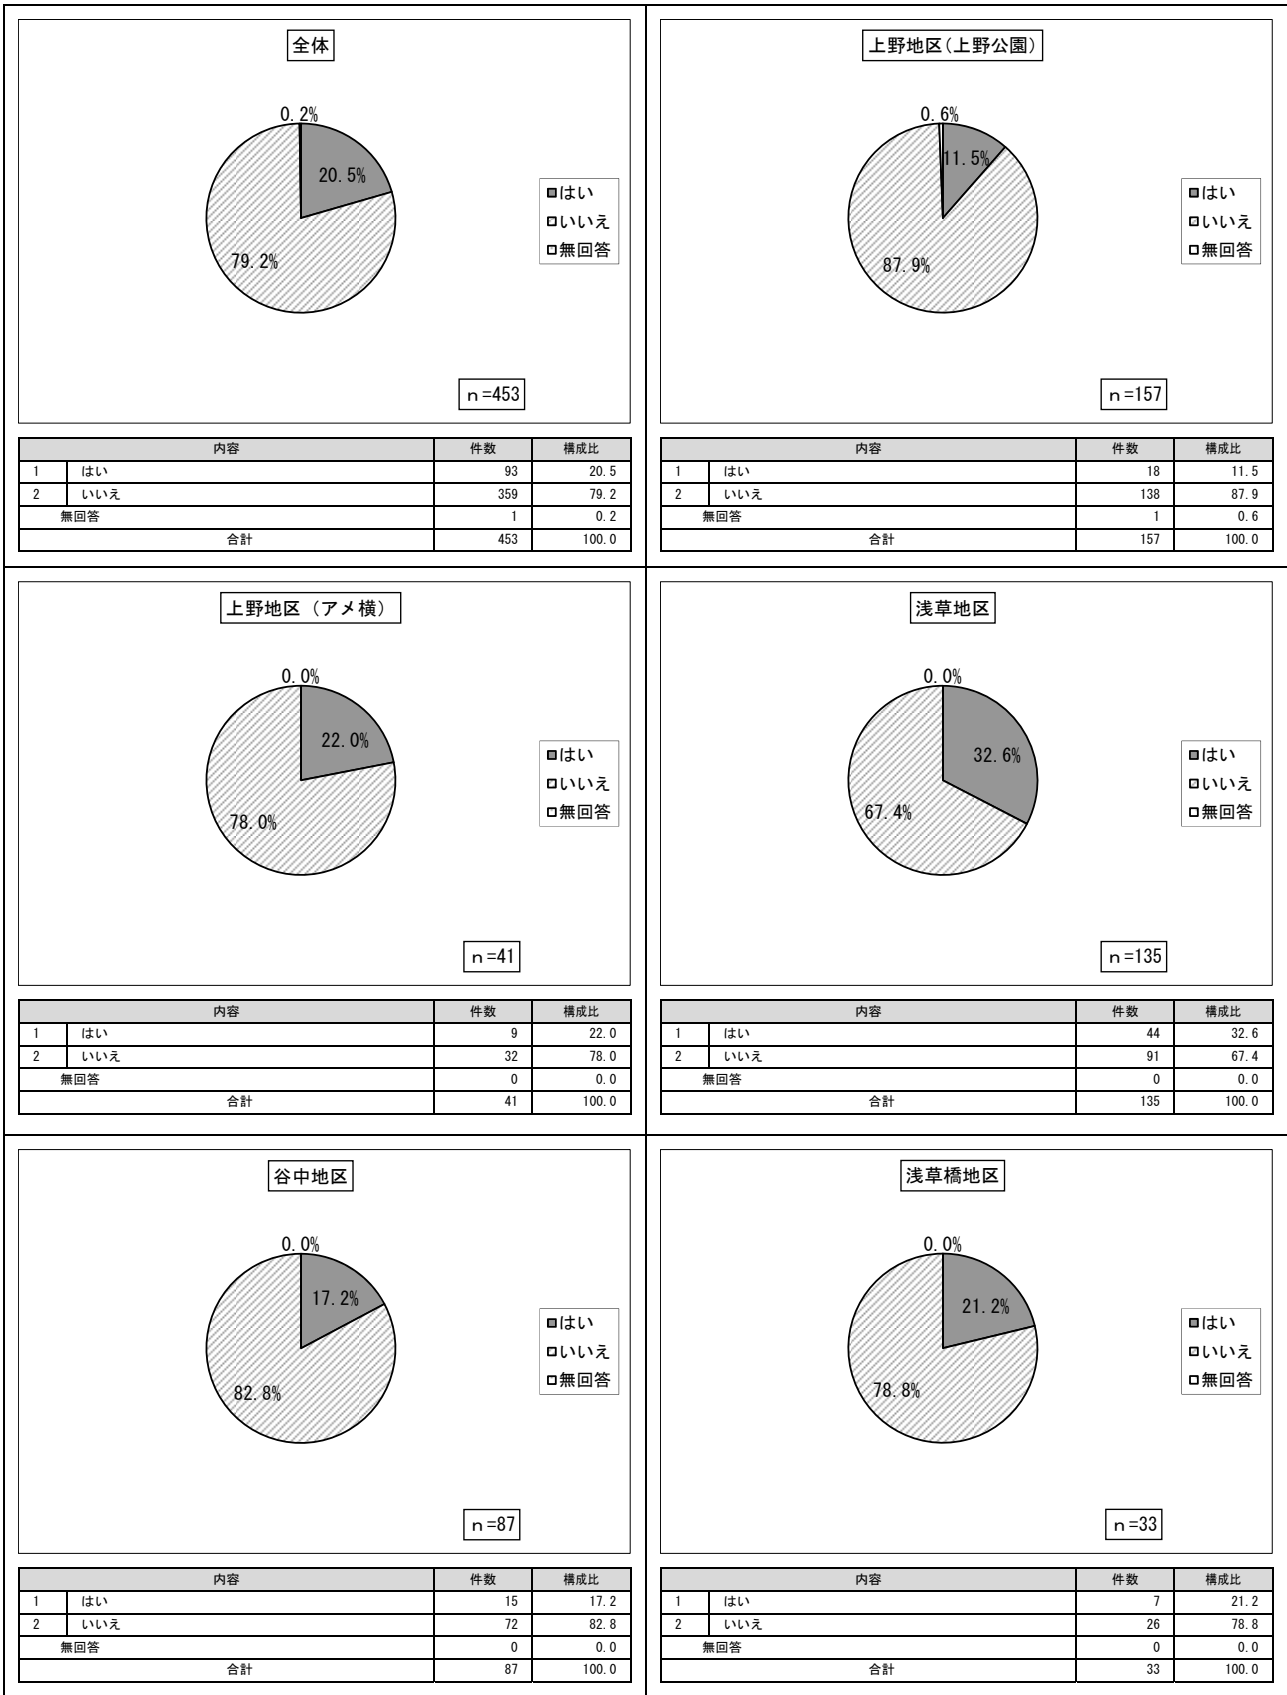 全体
0.2%
20.5%
79.2%
はい
いいえ
無回答
n=453
内容 件数 構成比
1 はい 93 20.5
2 いいえ 359 79.2
無回答 1 0.2
合計 453 100.0
上野地区(上野公園)
0.6%
11.5%
87.9%
はい
いいえ
無回答
n=157
内容 件数 構成比
1 はい 18 11.5
2 いいえ 138 87.9
無回答 1 0.6
合計 157 100.0
上野地区(アメ横)
0.0%
22.0%
78.0%
はい
いいえ
無回答
n=41
内容 件数 構成比
1 はい 9 22.0
2 いいえ 32 78.0
無回答 0 0.0
合計 41 100.0
浅草地区
0.0%
32.6%
67.4%
はい
いいえ
無回答
n=135
内容 件数 構成比
1 はい 44 32.6
2 いいえ 91 67.4
無回答 0 0.0
合計 135 100.0
谷中地区
0.0%
17.2%
82.8%
はい
いいえ
無回答
n=87
内容 件数 構成比
1 はい 15 17.2
2 いいえ 72 82.8
無回答 0 0.0
合計 87 100.0
浅草橋地区
0.0%
21.2%
78.8%
はい
いいえ
無回答
n=33
内容 件数 構成比
1 はい 7 21.2
2 いいえ 26 78.8
無回答 0 0.0
合計 33 100.0